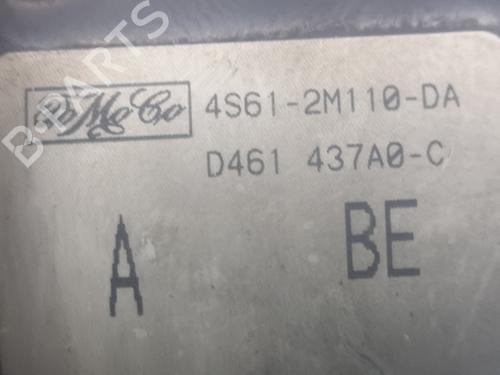 B-PARTS
FoMoCo
4S61-2M110-DA
D461 437A0-C
A
BE